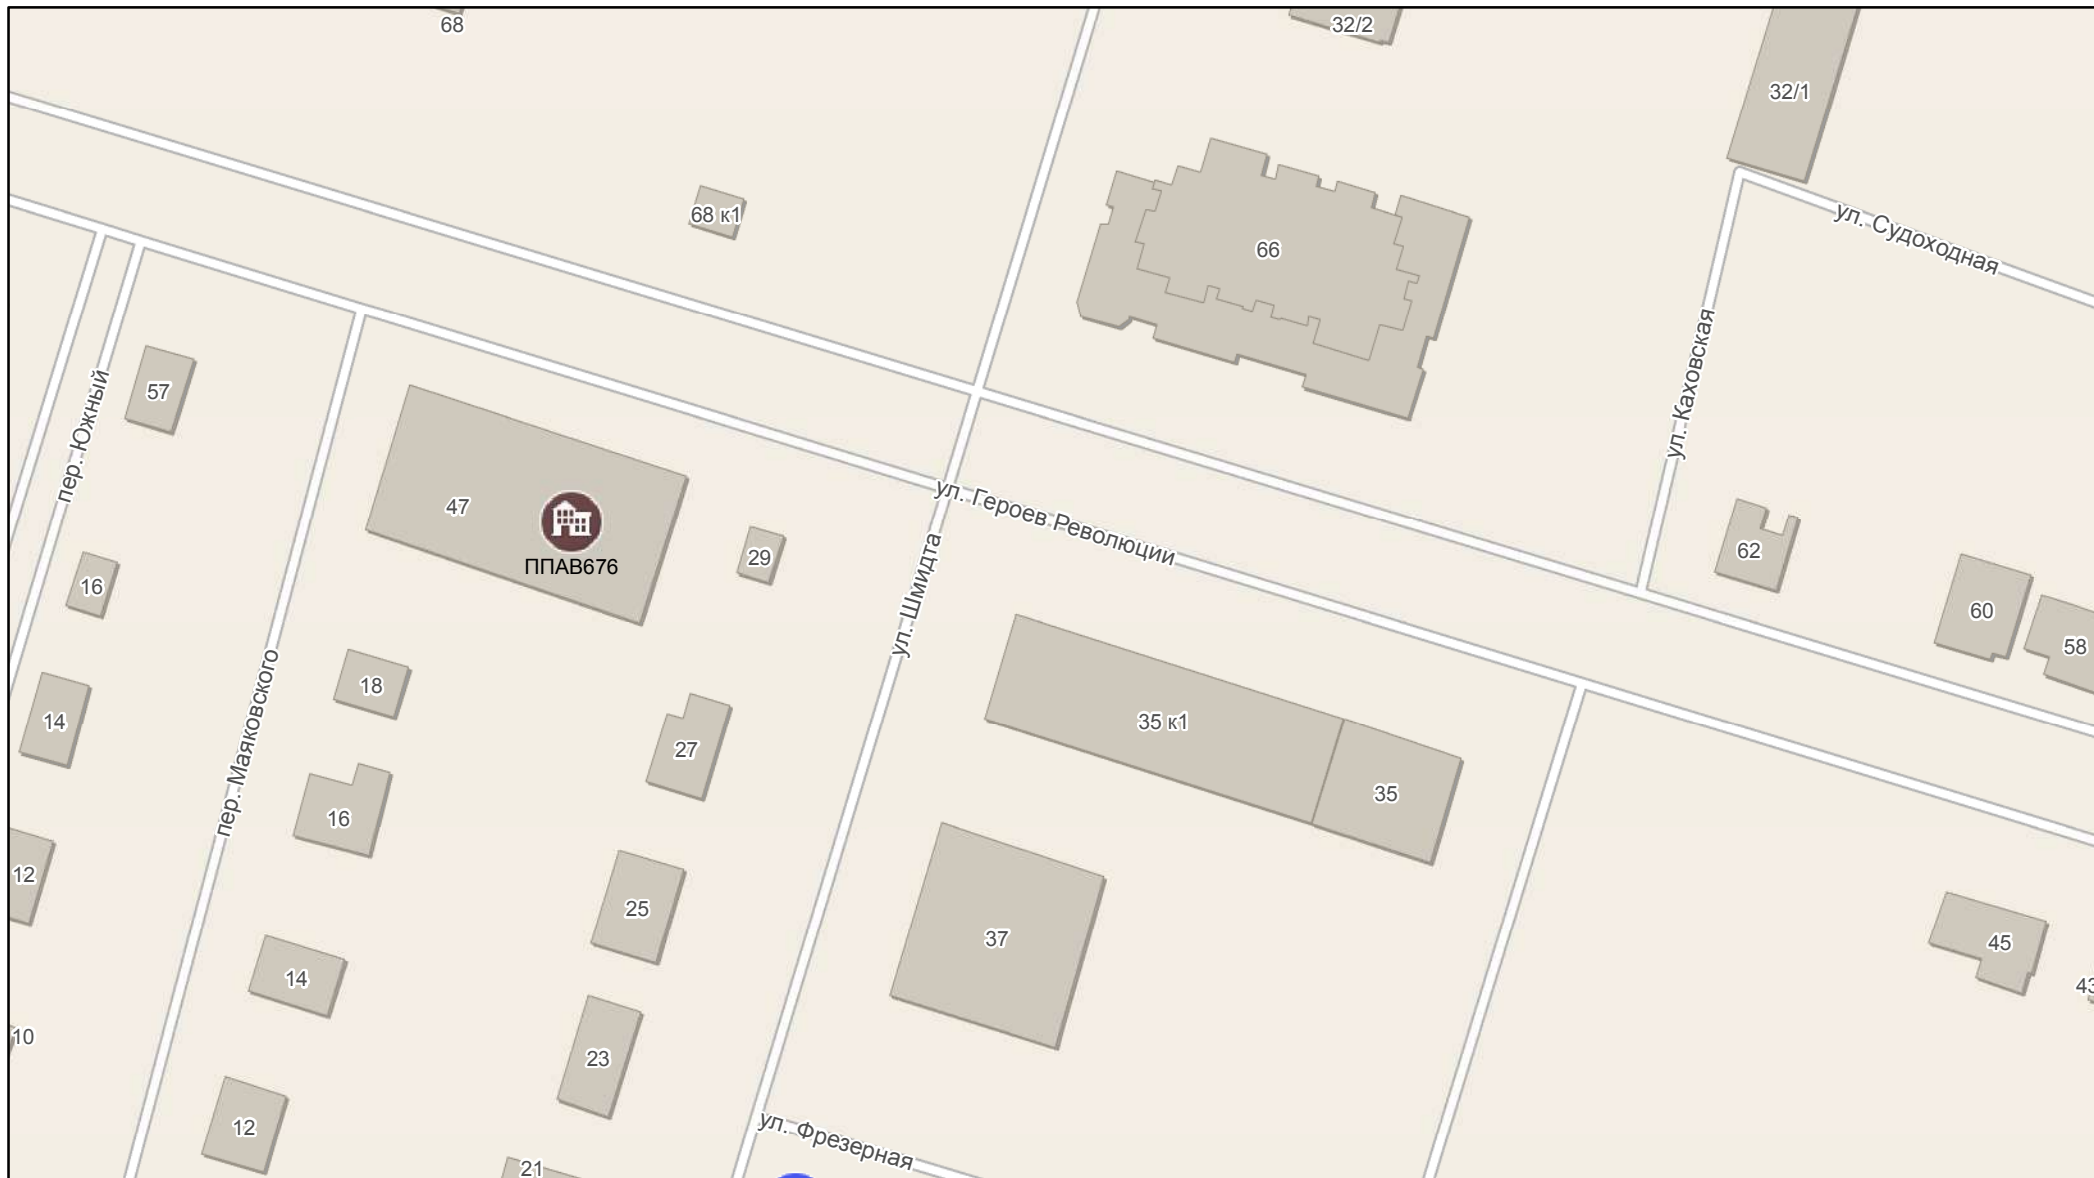 68
32/2
32/1
68 к1
66
ул. Судоходная
57
пер. Южный
ул. Каховская
47
ППАВ676
29
ул. Героев Революции
ул. Шмидта
62
16
60
58
18
14
27
35 к1
пер. Маяковского
35
16
12
25
37
45
14
43
10
23
12
ул. Фрезерная
21